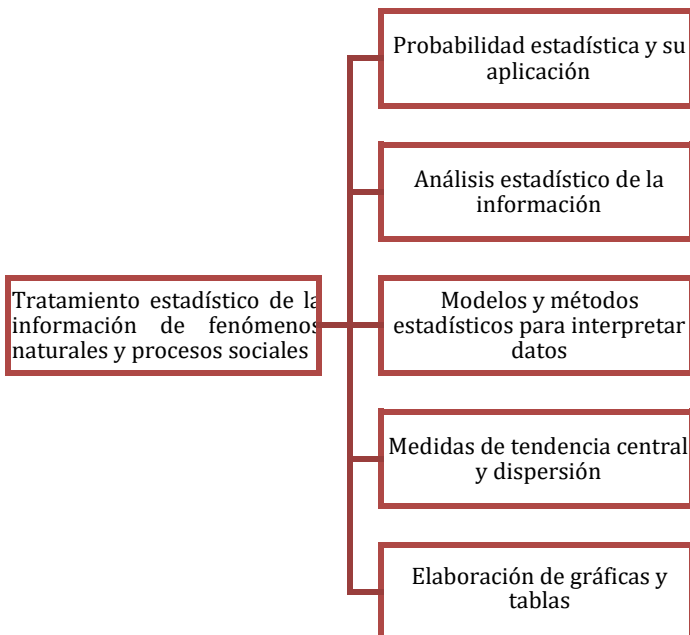 Probabilidad estadística y su
aplicación
Análisis estadístico de la
información
Tratamiento estadístico de la
información de fenómenos
naturales y procesos sociales
Modelos y métodos
estadísticos para interpretar
datos
Medidas de tendencia central
y dispersión
Elaboración de gráficas y
tablas